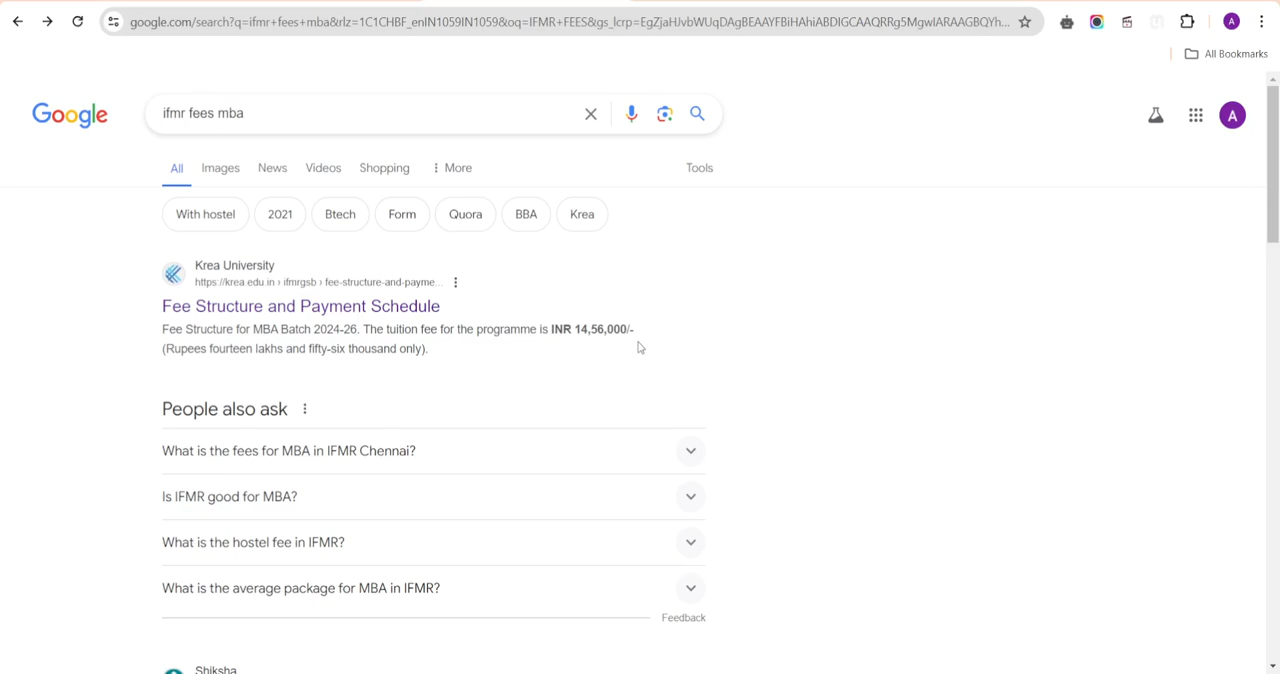 google.com/search?q=ifmr+fees+mba&rlz=1C1CHBF_enIN1059IN1059&oq=IFMR+FEES&gs_lcrp=EgZjaHJvbWUqDAgBEAAYFBiHAhiABDIGCAAQRRg5MgwIARAAGBQYh...
A
All Bookmarks
Google
ifmr fees mba
A
All Images News Videos Shopping More Tools
With hostel 2021 Btech Form Quora BBA Krea
Krea University
https://krea.edu.in › ifmrgsb › fee-structure-and-payme...
Fee Structure and Payment Schedule
Fee Structure for MBA Batch 2024-26. The tuition fee for the programme is INR 14,56,000/-
(Rupees fourteen lakhs and fifty-six thousand only).
People also ask
What is the fees for MBA in IFMR Chennai?
Is IFMR good for MBA?
What is the hostel fee in IFMR?
What is the average package for MBA in IFMR?
Feedback
Shiksha